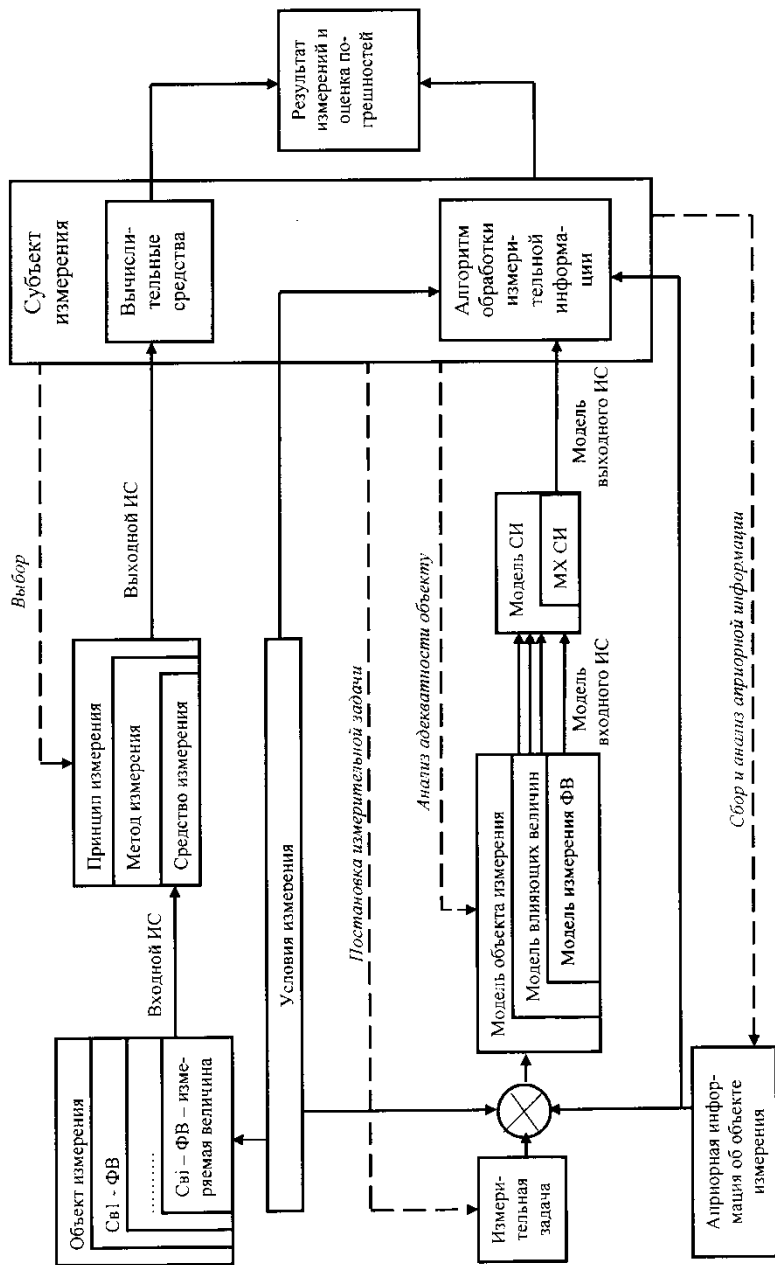 Объект измерения
Св1 - ФВ
..........
Свj – ФВ – изме-
ряемая величина
Входной ИС
Принцип измерения
Метод измерения
Средство измерения
Выбор
Выходной ИС
Субъект
измерения
Вычисли-
тельные
средства
Результат
измерений и
оценка по-
грешностей
Условия измерения
Постановка измерительной задачи
Анализ адекватности объекту
Измери-
тельная
задача
Модель объекта измерения
Модель влияющих величин
Модель измерения ФВ
Модель
входного ИС
Модель СИ
МХ СИ
Модель
выходного ИС
Алгоритм
обработки
измери-
тельной
информа-
ции
Сбор и анализ априорной информации
Априорная инфор-
мация об объекте
измерения